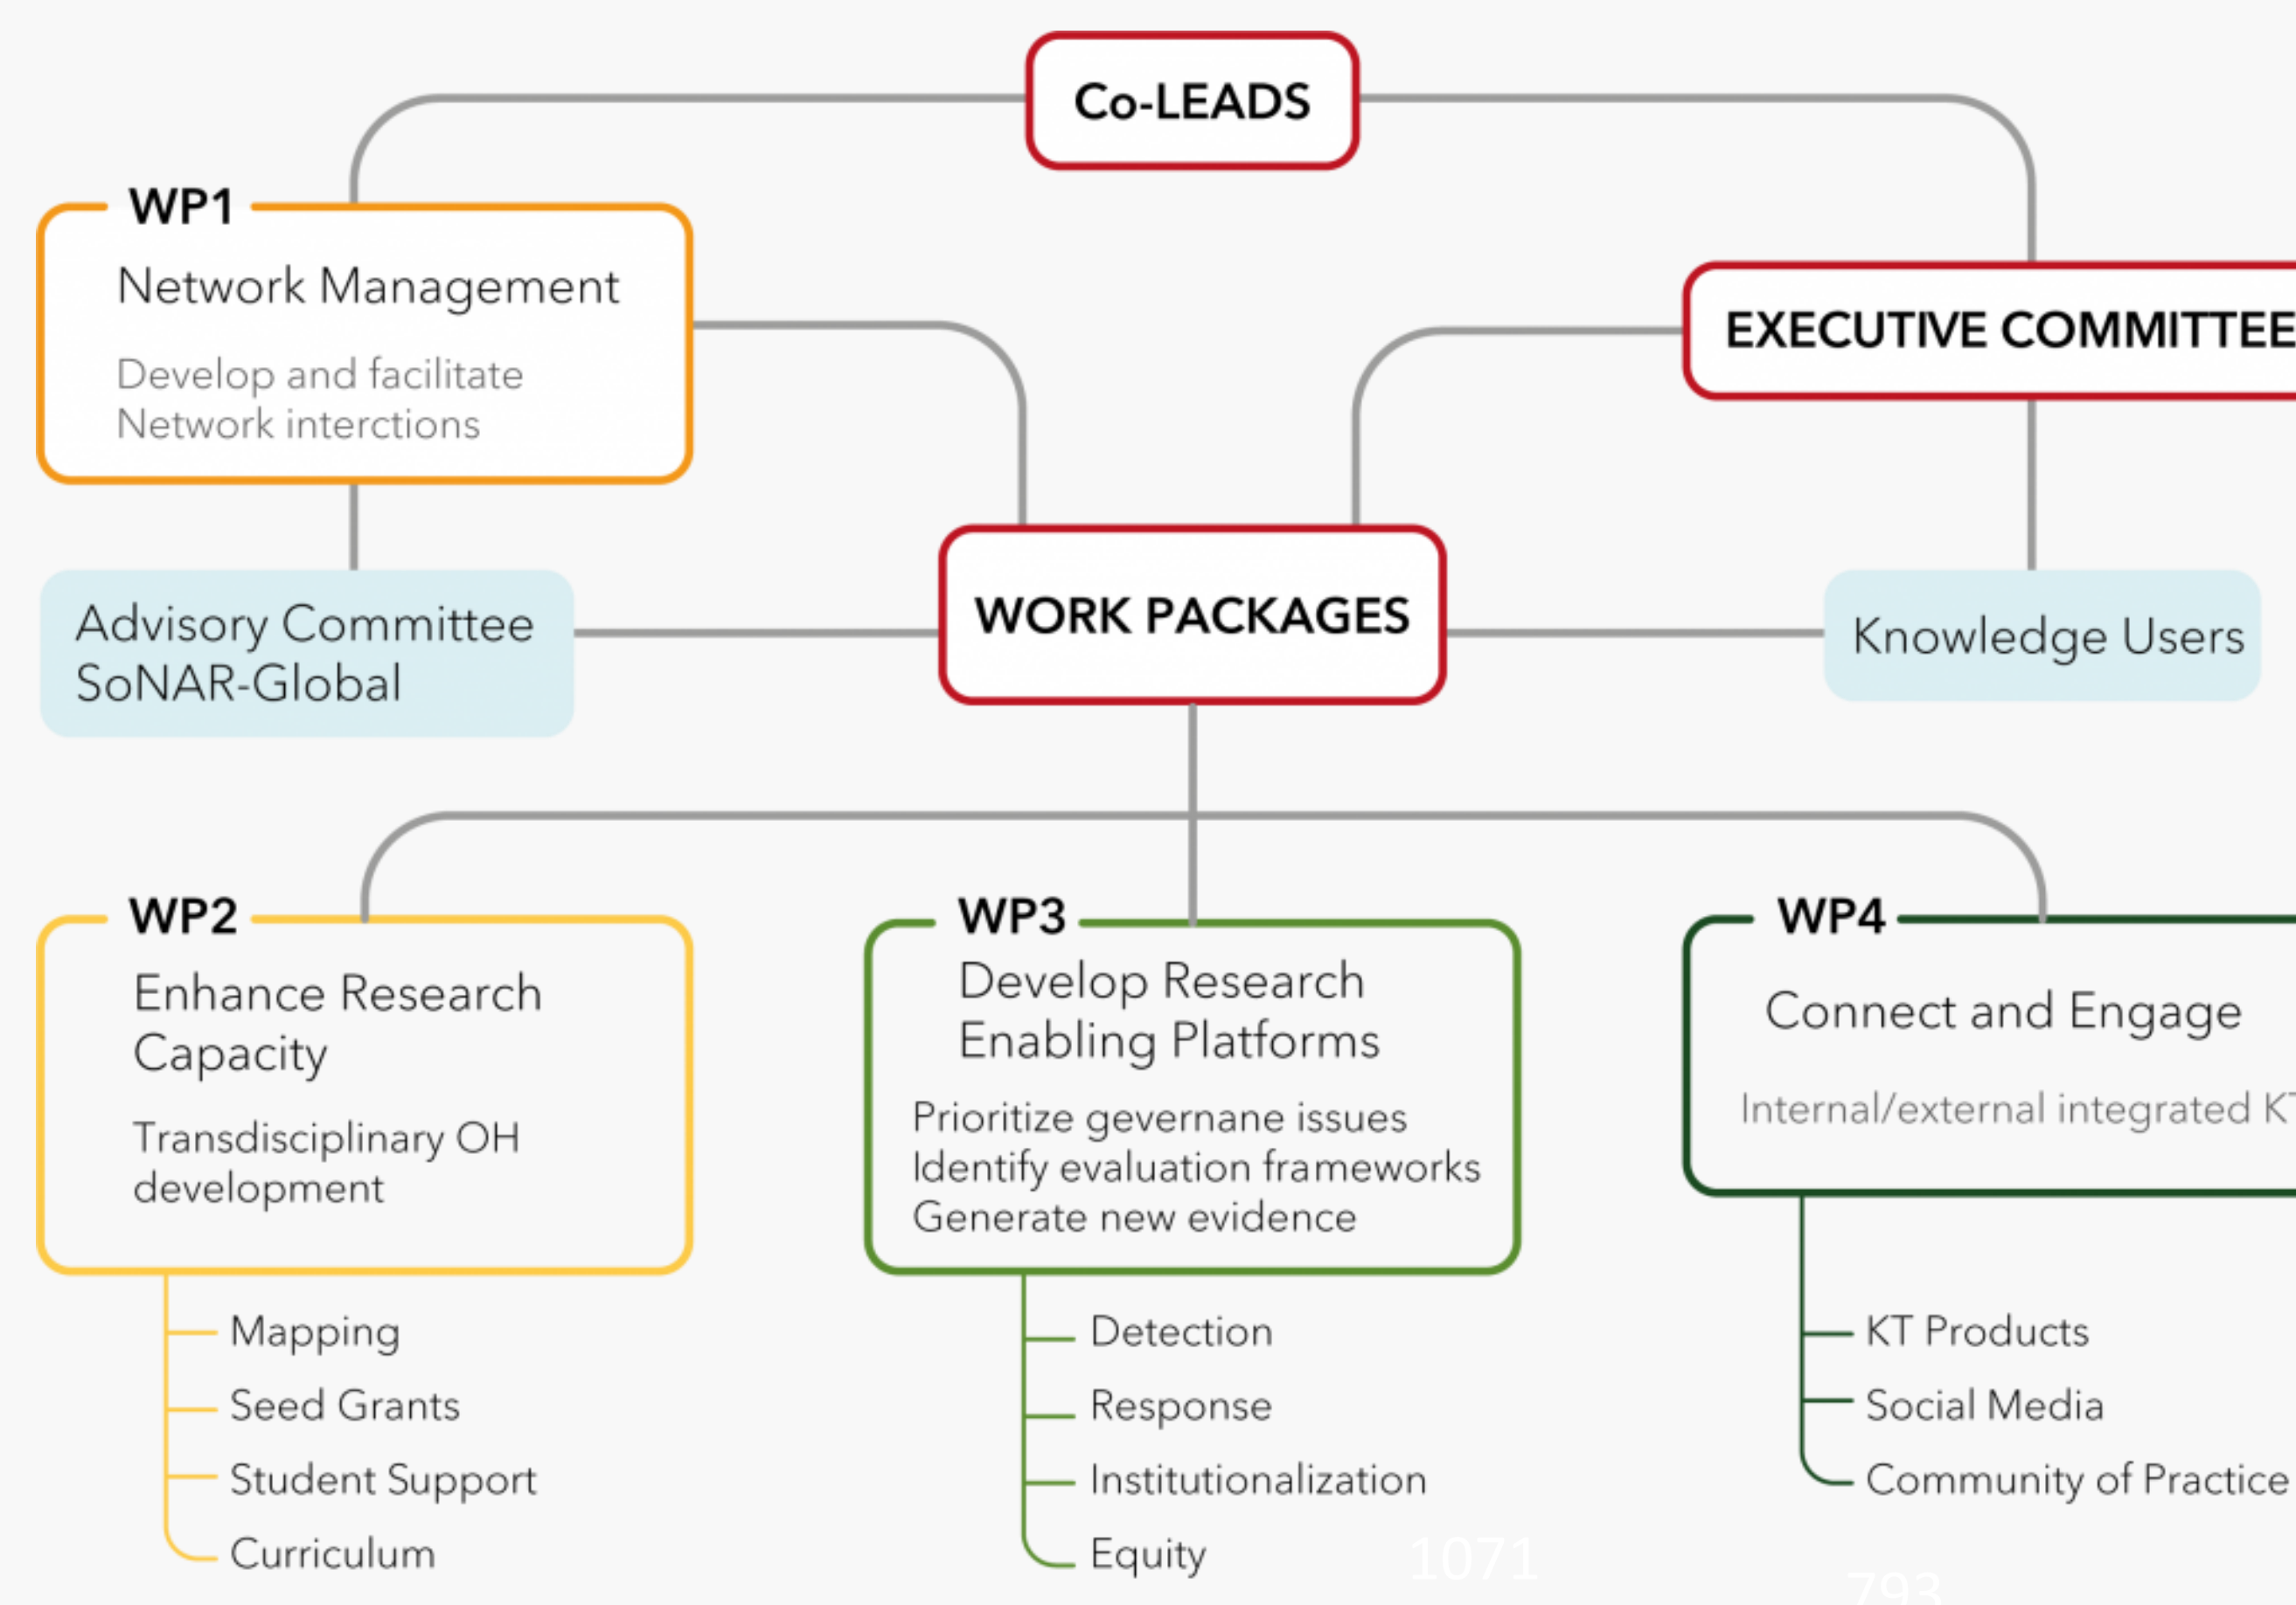 Co-LEADS
WP1
Network Management
Develop and facilitate
Network interctions
EXECUTIVE COMMITTEE
Advisory Committee
SoNAR-Global
WORK PACKAGES
Knowledge Users
WP2
Enhance Research
Capacity
Transdisciplinary OH
development
Mapping
Seed Grants
Student Support
Curriculum
WP3
Develop Research
Enabling Platforms
Prioritize gevernane issues
Identify evaluation frameworks
Generate new evidence
Detection
Response
Institutionalization
Equity
WP4
Connect and Engage
Internal/external integrated KT
KT Products
Social Media
Community of Practice
1071
793